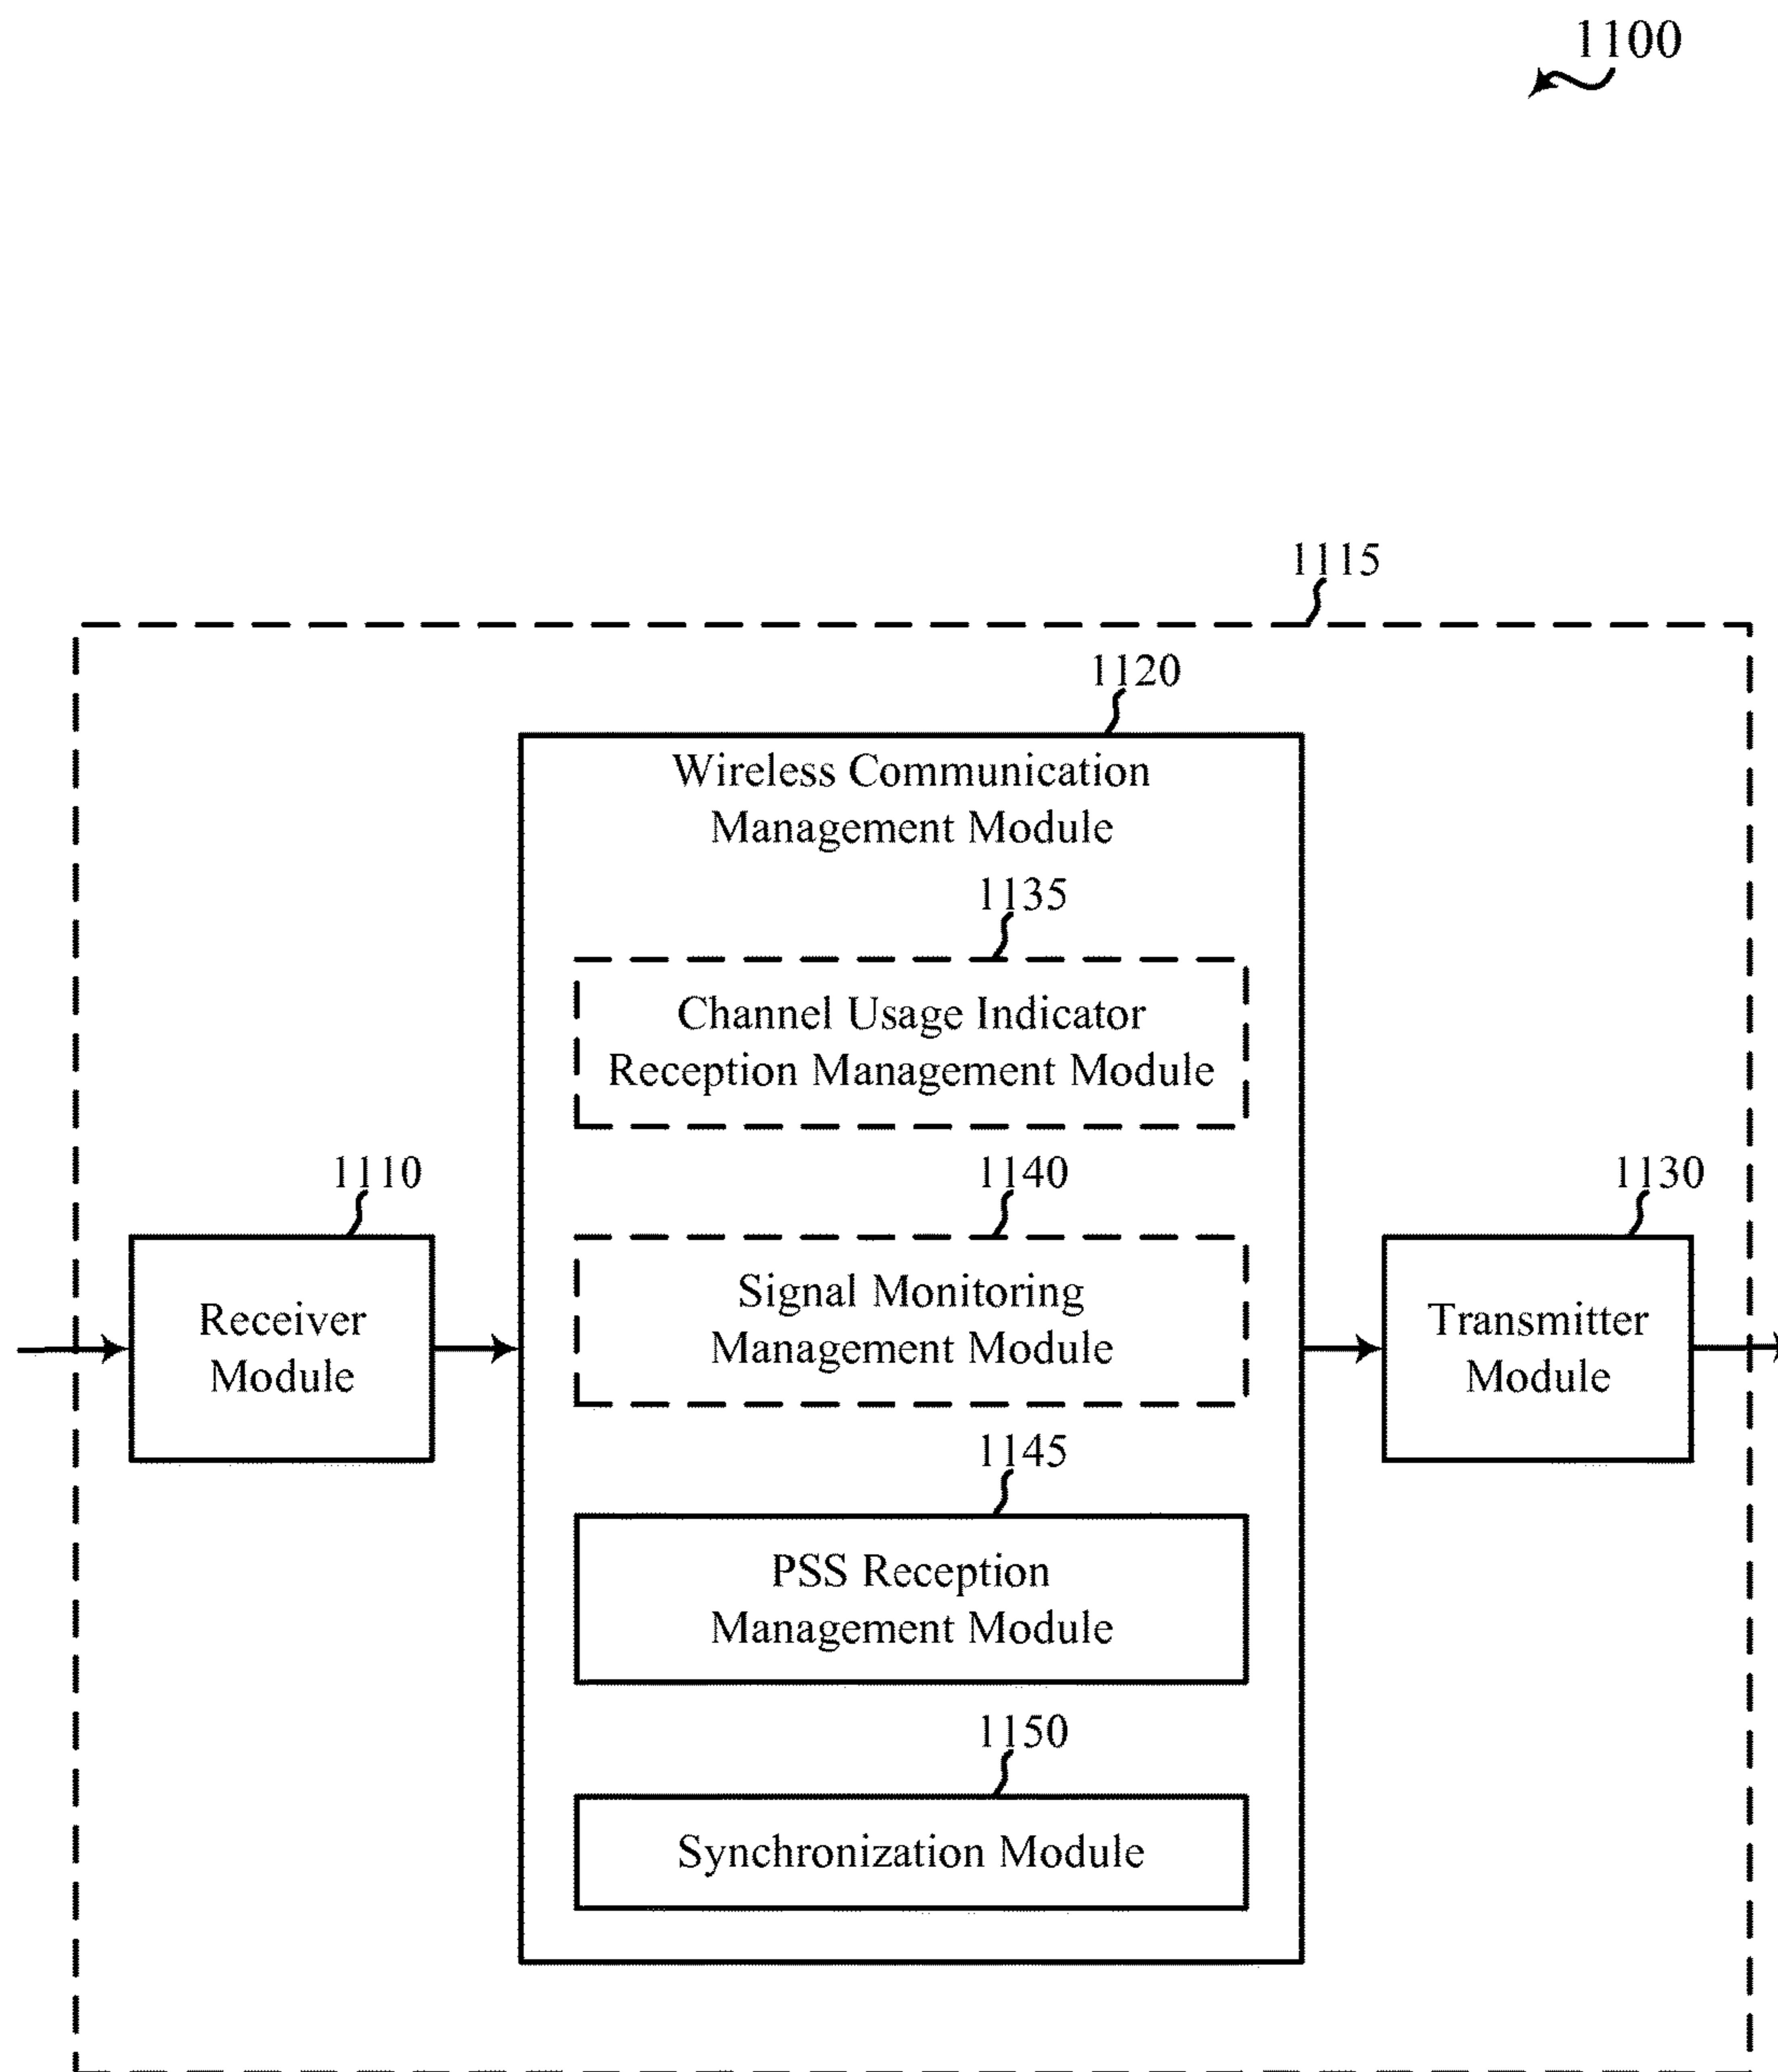 1100
1115
1120
Wireless Communication
Management Module
1135
Channel Usage Indicator
Reception Management Module
1110
Receiver
Module
1140
Signal Monitoring
Management Module
1130
Transmitter
Module
1145
PSS Reception
Management Module
1150
Synchronization Module